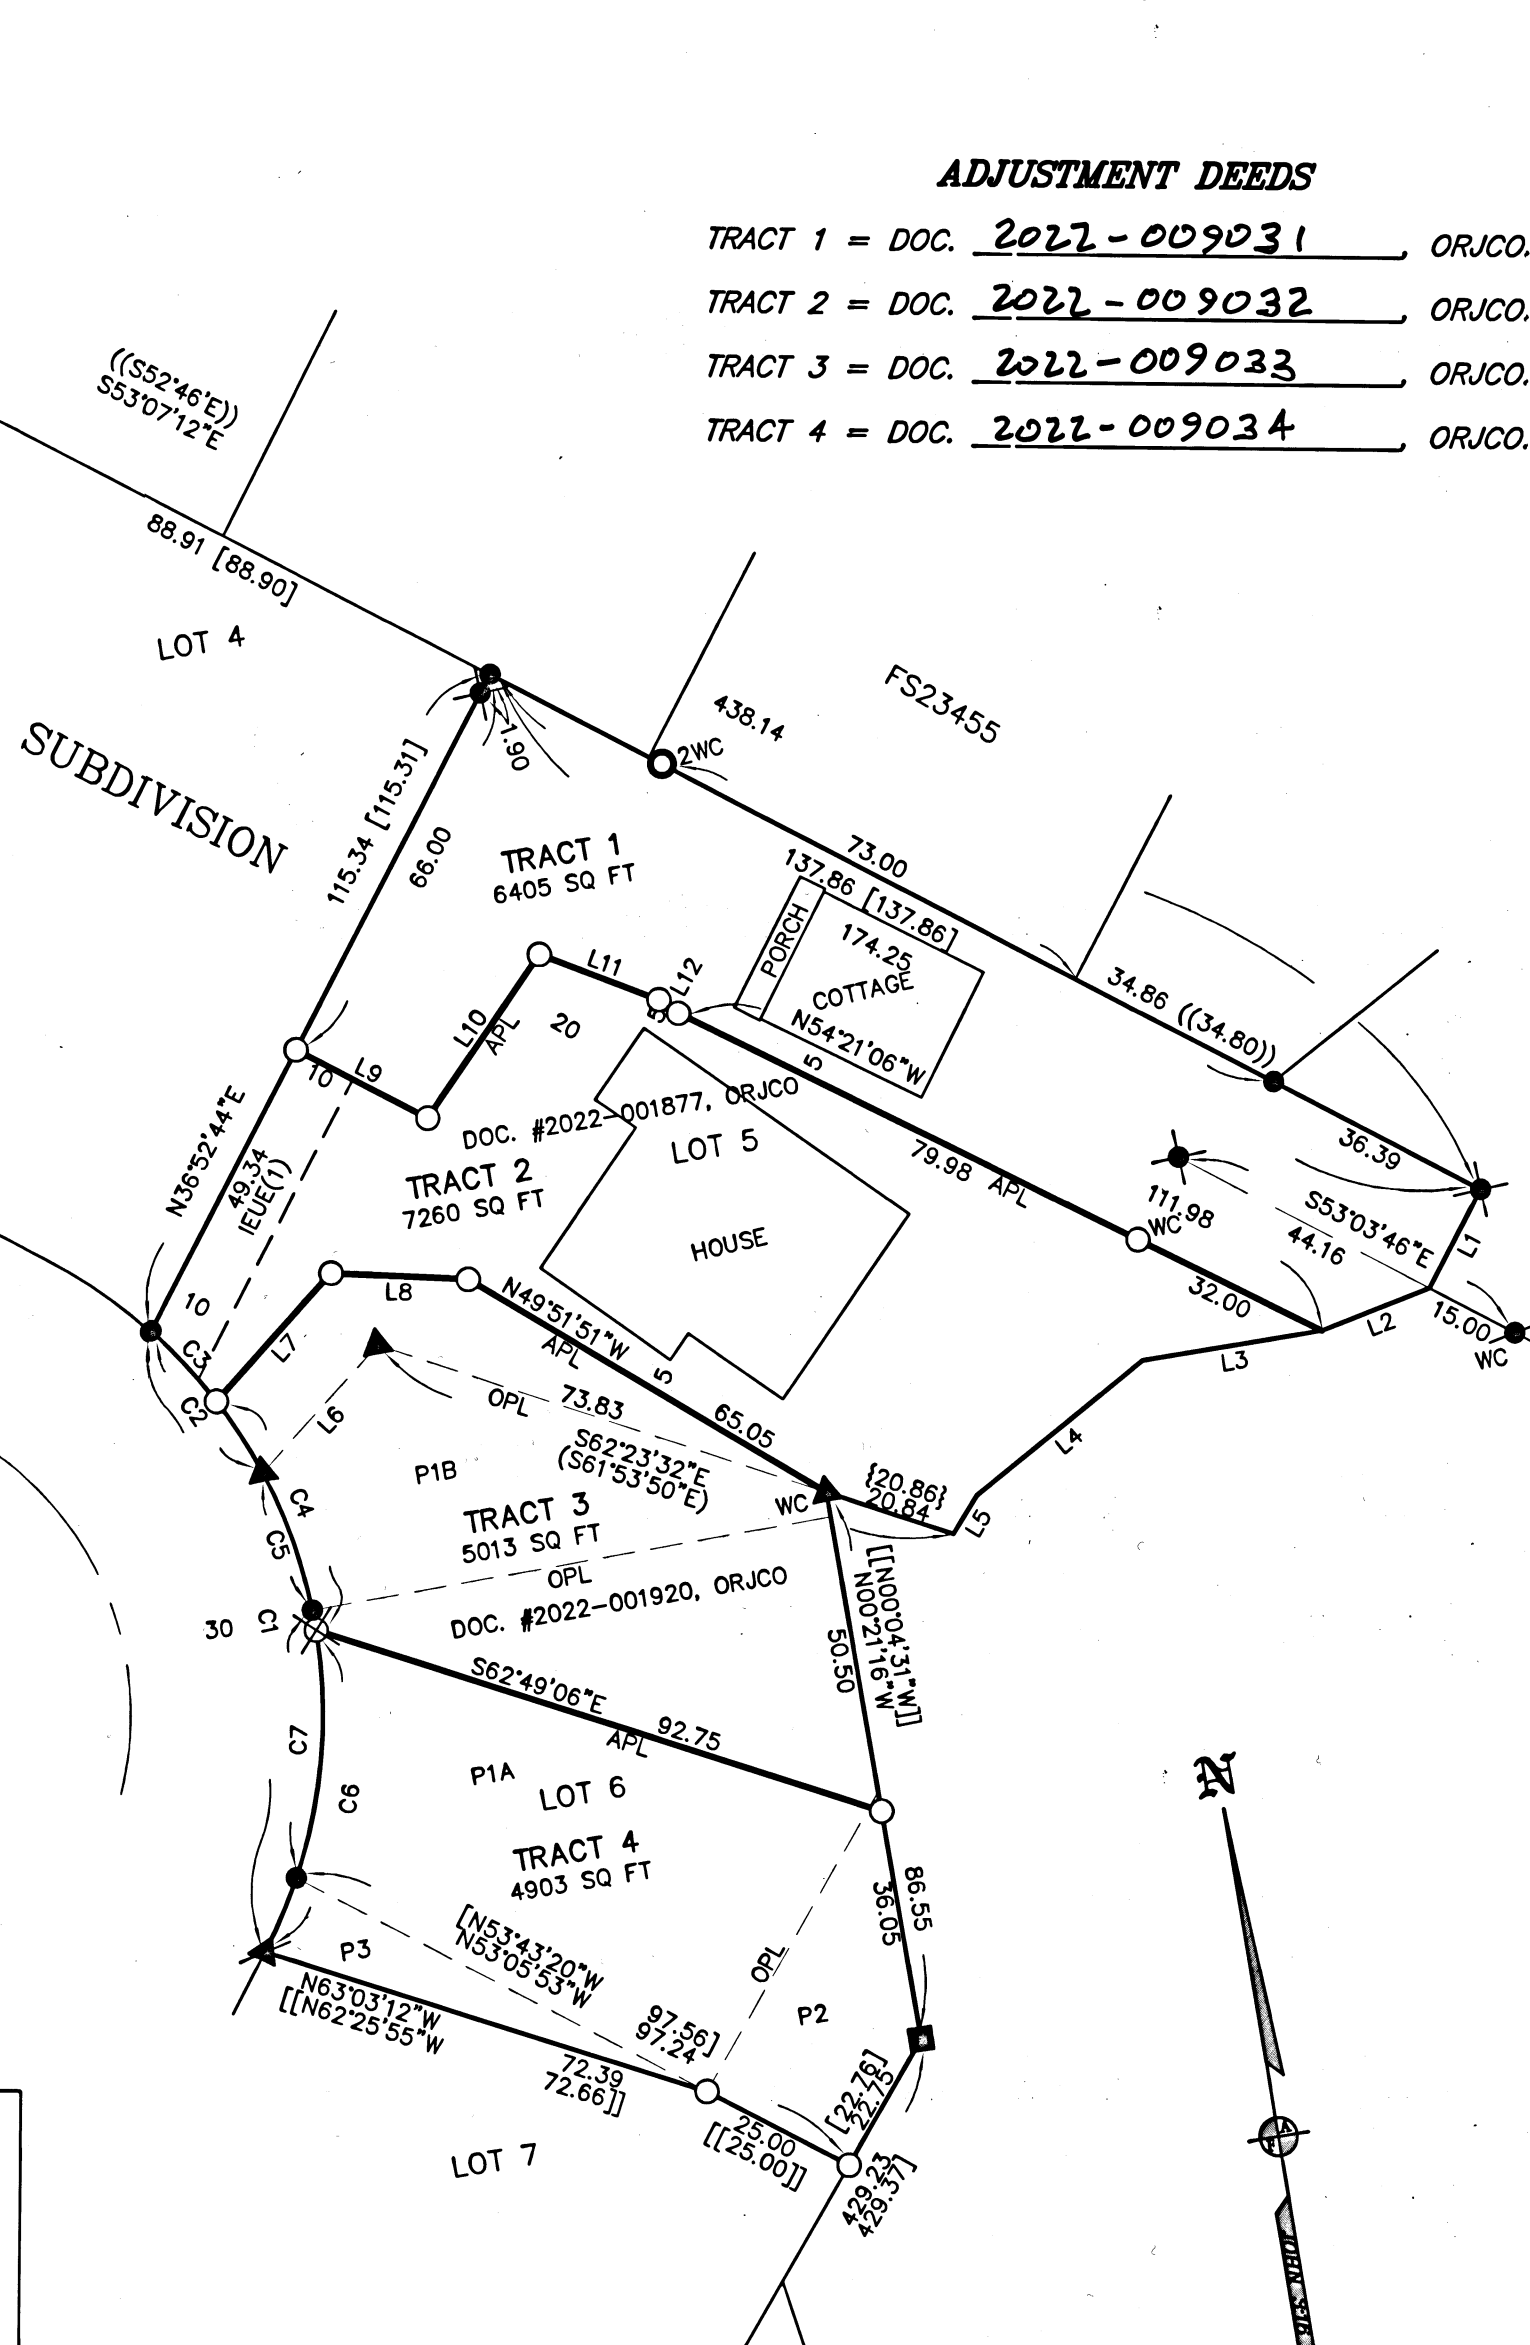 ADJUSTMENT DEEDS
TRACT 1 = DOC. 2022-009031, ORJCO.
TRACT 2 = DOC. 2022-009032, ORJCO.
TRACT 3 = DOC. 2022-009033, ORJCO.
TRACT 4 = DOC. 2022-009034, ORJCO.
((S52°46'E))
S53°07'12"E
88.91 [88.90]
LOT 4
SUBDIVISION
FS23455
438.14
2WC
1.90
115.34 [115.31]
66.00
TRACT 1
6405 SQ FT
73.00
137.86 [137.86]
174.25
PORCH
COTTAGE
N54°21'06"W
34.86 ((34.80))
36.39
L11
L12
5
L10
APL
20
L9
10
5
DOC. #2022-001877, ORJCO
LOT 5
79.98 APL
WC
111.98
S53°03'46"E
44.16
L1
32.00
15.00
WC
L2
L3
L4
L5
N36°52'44"E
49.34
IEUE(1)
TRACT 2
7260 SQ FT
HOUSE
10
C3
C2
L7
L8
N49°51'51"W
APL
5
65.05
L6
OPL
73.83
S62°23'32"E
(S61°53'50"E)
P1B
TRACT 3
5013 SQ FT
WC
{20.86}
20.84
C4
C5
OPL
DOC. #2022-001920, ORJCO
30
C1
[[N00°04'31"W]]
N00°21'16"W
50.50
S62°49'06"E
92.75
APL
C7
C6
P1A
LOT 6
TRACT 4
4903 SQ FT
86.55
36.05
[N53°43'20"W
N53°05'53"W
OPL
P3
N63°03'12"W
[[N62°25'55"W
97.56]
97.24
P2
72.39
72.66]]
[22.76]
22.75
25.00
[[25.00]]
429.23
429.37]
LOT 7
N
A
F
JOHN